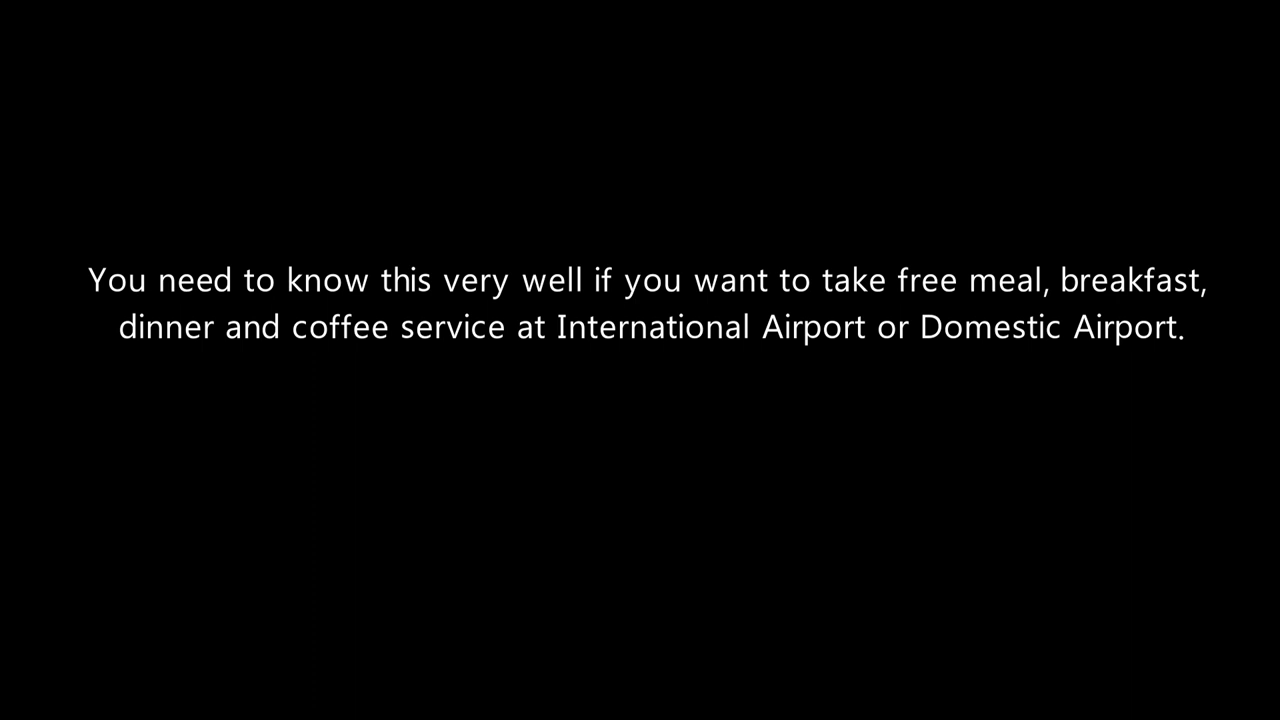 You need to know this very well if you want to take free meal, breakfast,
dinner and coffee service at International Airport or Domestic Airport.